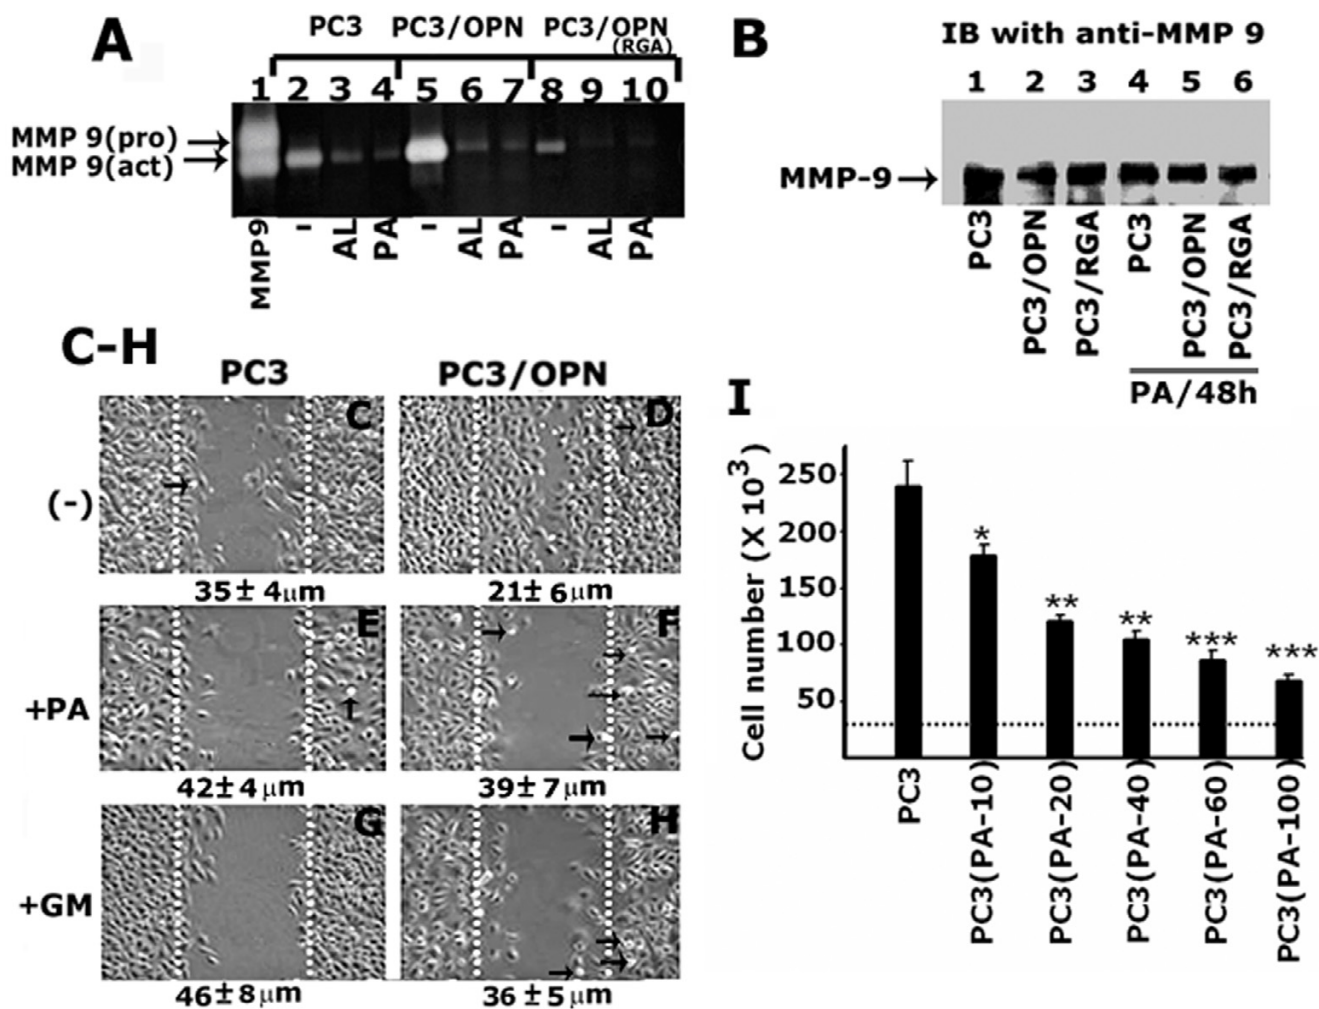 A
PC3 PC3/OPN PC3/OPN
(RGA)
1 2 3 4 5 6 7 8 9 10
MMP 9(pro)
MMP 9(act)
MMP9 - AL PA - AL PA - AL PA
B
IB with anti-MMP 9
1 2 3 4 5 6
MMP-9
PC3 PC3/OPN PC3/RGA PC3 PC3/OPN PC3/RGA
PA/48h
C-H
PC3 PC3/OPN
(-)
C D
35± 4μm 21± 6μm
+PA
E F
42±4μm 39±7μm
+GM
G H
46±8μm 36±5μm
I
Cell number (X 10³)
250
200
150
100
50
* ** ** *** ***
PC3 PC3(PA-10) PC3(PA-20) PC3(PA-40) PC3(PA-60) PC3(PA-100)